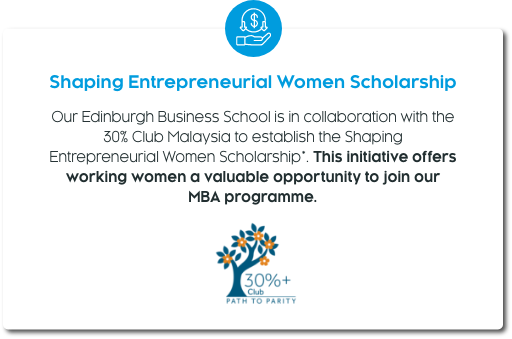 $
Shaping Entrepreneurial Women Scholarship
Our Edinburgh Business School is in collaboration with the
30% Club Malaysia to establish the Shaping
Entrepreneurial Women Scholarship*. This initiative offers
working women a valuable opportunity to join our
MBA programme.
30%+
Club
PATH TO PARITY